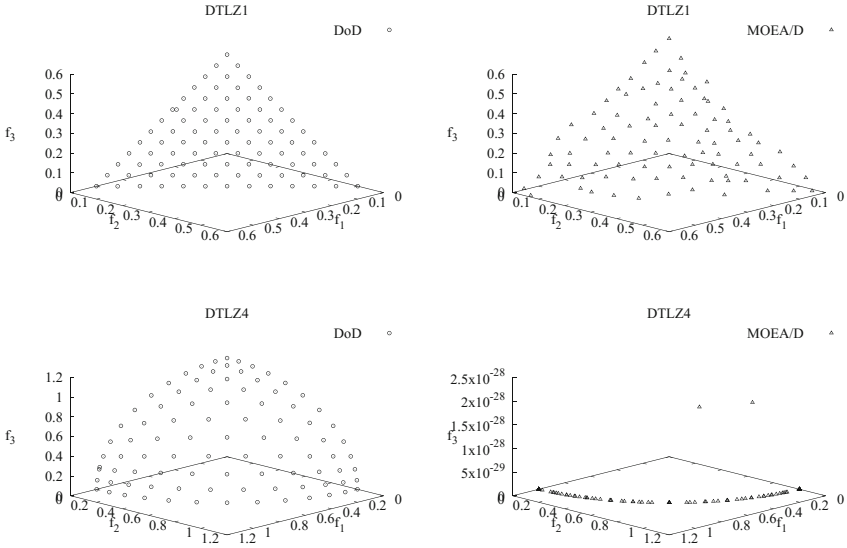 DTLZ1 DTLZ1
DoD MOEA/D
0.6 0.6
0.5 0.5
0.4 0.4
f3 0.3 f3 0.3
0.2 0.2
0.1 0.1
0 0 0 0 0 0
0.1 0.2 0.3 0.4 0.5 0.6 0.6 0.5 0.4 0.3 0.2 0.1 0.1 0.2 0.3 0.4 0.5 0.6 0.6 0.5 0.4 0.3 0.2 0.1
f2 f1 f2 f1
DTLZ4 DTLZ4
DoD MOEA/D
1.2 2.5x10-28
1 2x10-28
0.8 1.5x10-28
f3 0.6 f3 1x10-28
0.4 5x10-29
0.2
0 0 0 0 0 0
0.2 0.4 0.6 0.8 1 1.2 1.2 1 0.8 0.6 0.4 0.2 0.2 0.4 0.6 0.8 1 1.2 1.2 1 0.8 0.6 0.4 0.2
f2 f1 f2 f1